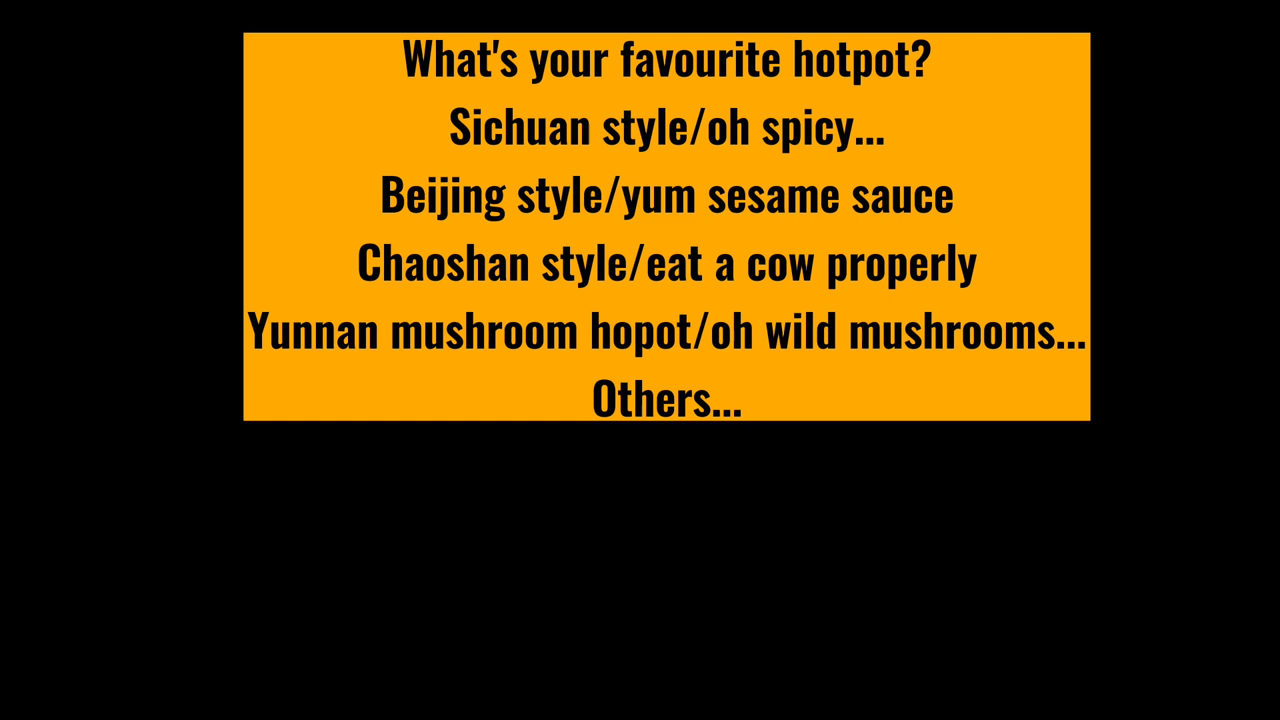 What's your favourite hotpot?
Sichuan style/oh spicy...
Beijing style/yum sesame sauce
Chaoshan style/eat a cow properly
Yunnan mushroom hopot/oh wild mushrooms...
Others...